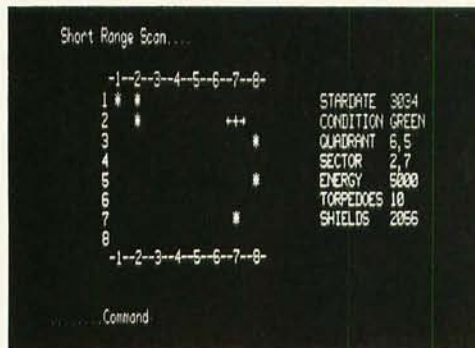 Short Range Scan....
-1--2--3--4--5--6--7--8-
1 * * STARDATE 3034
2 * +++ CONDITION GREEN
3 * QUADRANT 6,5
4 SECTOR 2,7
5 * ENERGY 5000
6 TORPEDOES 10
7 * SHIELDS 2056
8
-1--2--3--4--5--6--7--8-
.........Command